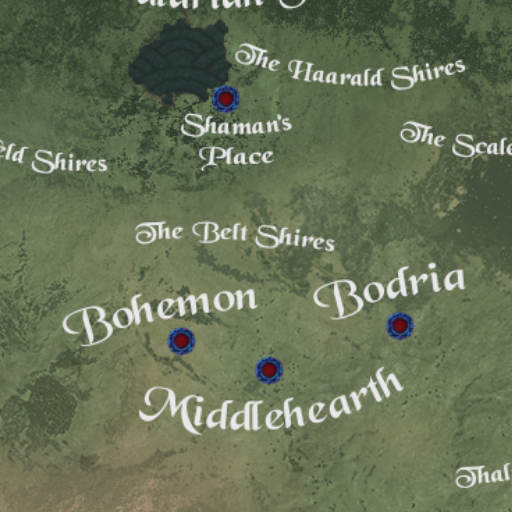 The Haarald Shires
Shaman's
Place
The Scale
eld Shires
The Belt Shires
Bohemon
Bodria
Middlehearth
Thal